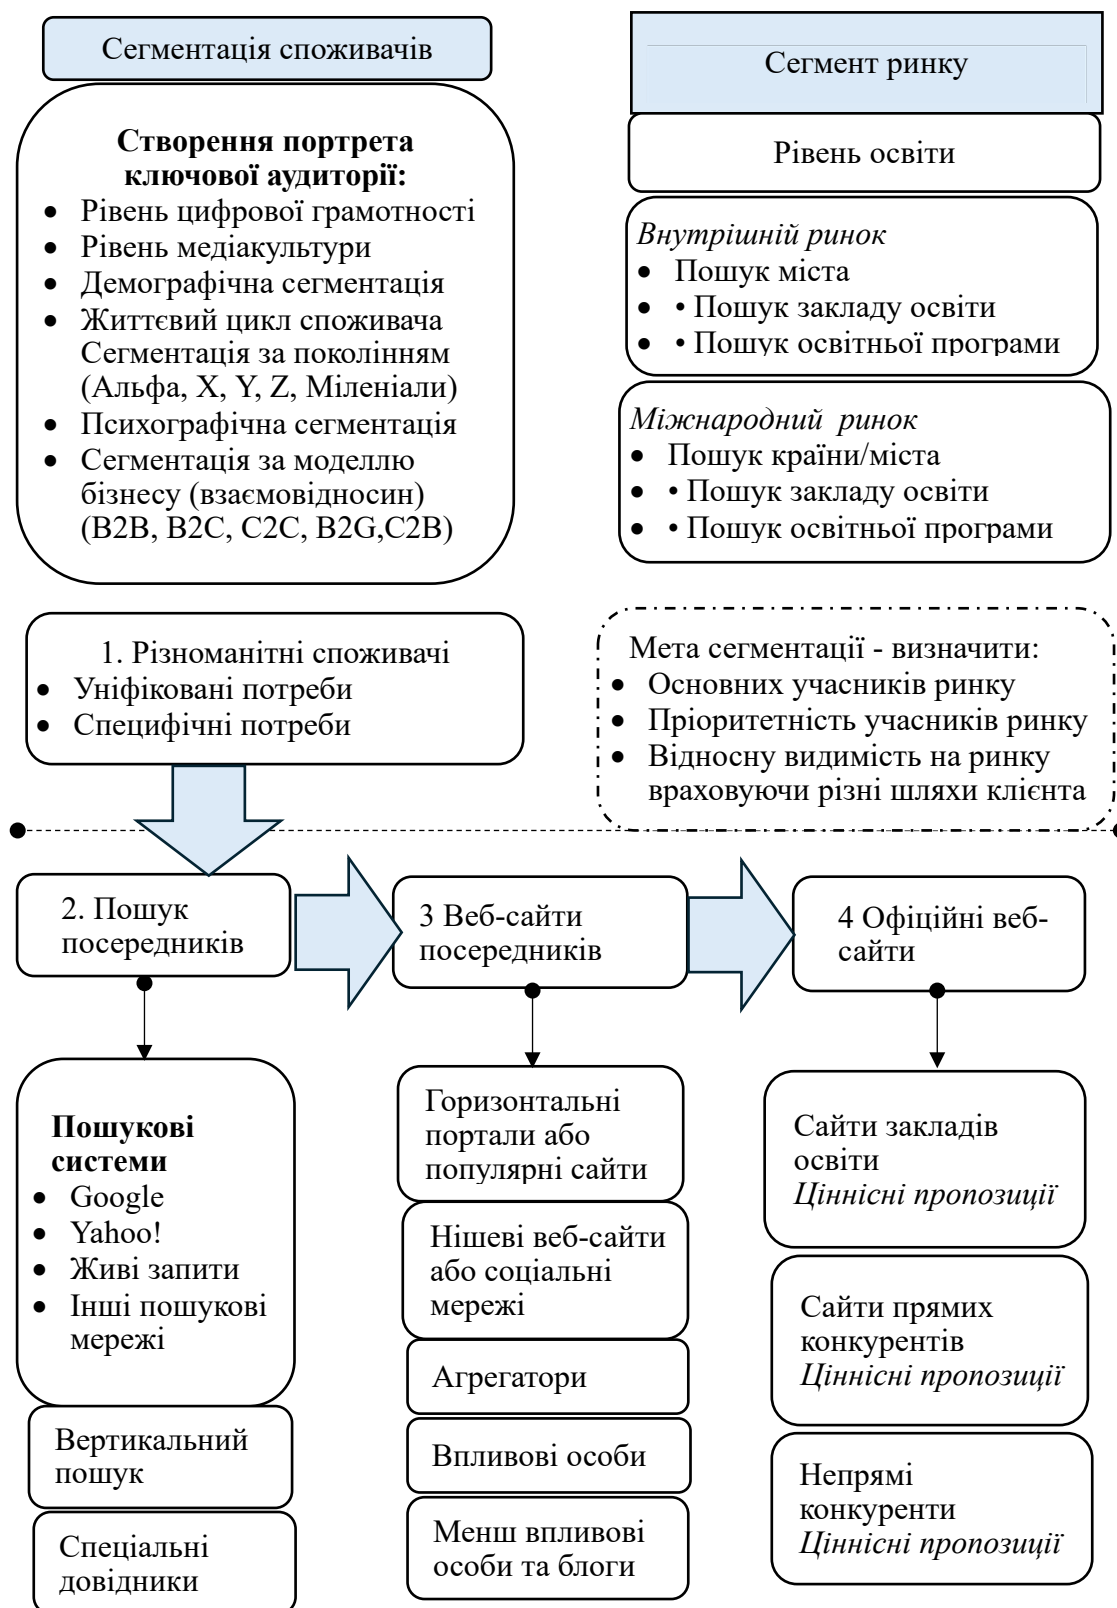 Сегментація споживачів
Створення портрета
ключової аудиторії:
• Рівень цифрової грамотності
• Рівень медіакультури
• Демографічна сегментація
• Життєвий цикл споживача
Сегментація за поколінням
(Альфа, X, Y, Z, Міленіали)
• Психографічна сегментація
• Сегментація за моделлю
бізнесу (взаємовідносин)
(B2B, B2C, C2C, B2G,C2B)
Сегмент ринку
Рівень освіти
Внутрішній ринок
• Пошук міста
• • Пошук закладу освіти
• • Пошук освітньої програми
Міжнародний ринок
• Пошук країни/міста
• • Пошук закладу освіти
• • Пошук освітньої програми
1. Різноманітні споживачі
• Уніфіковані потреби
• Специфічні потреби
Мета сегментації - визначити:
• Основних учасників ринку
• Пріоритетність учасників ринку
• Відносну видимість на ринку
враховуючи різні шляхи клієнта
2. Пошук
посередників
3 Веб-сайти
посередників
4 Офіційні веб-
сайти
Пошукові
системи
• Google
• Yahoo!
• Живі запити
• Інші пошукові
мережі
Вертикальний
пошук
Спеціальні
довідники
Горизонтальні
портали або
популярні сайти
Нішеві веб-сайти
або соціальні
мережі
Агрегатори
Впливові особи
Менш впливові
особи та блоги
Сайти закладів
освіти
Ціннісні пропозиції
Сайти прямих
конкурентів
Ціннісні пропозиції
Непрямі
конкуренти
Ціннісні пропозиції